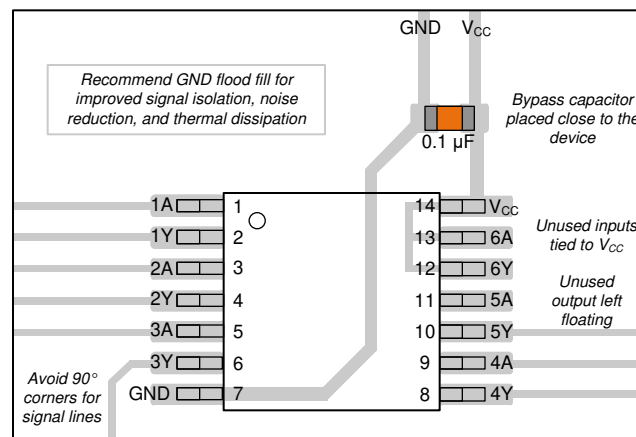 GND VCC
Recommend GND flood fill for
improved signal isolation, noise
reduction, and thermal dissipation
Bypass capacitor
placed close to the
device
0.1 µF
1A 1 14 VCC
1Y 2 13 6A
2A 3 12 6Y
2Y 4 11 5A
3A 5 10 5Y
3Y 6 9 4A
GND 7 8 4Y
Unused inputs
tied to VCC
Unused
output left
floating
Avoid 90°
corners for
signal lines